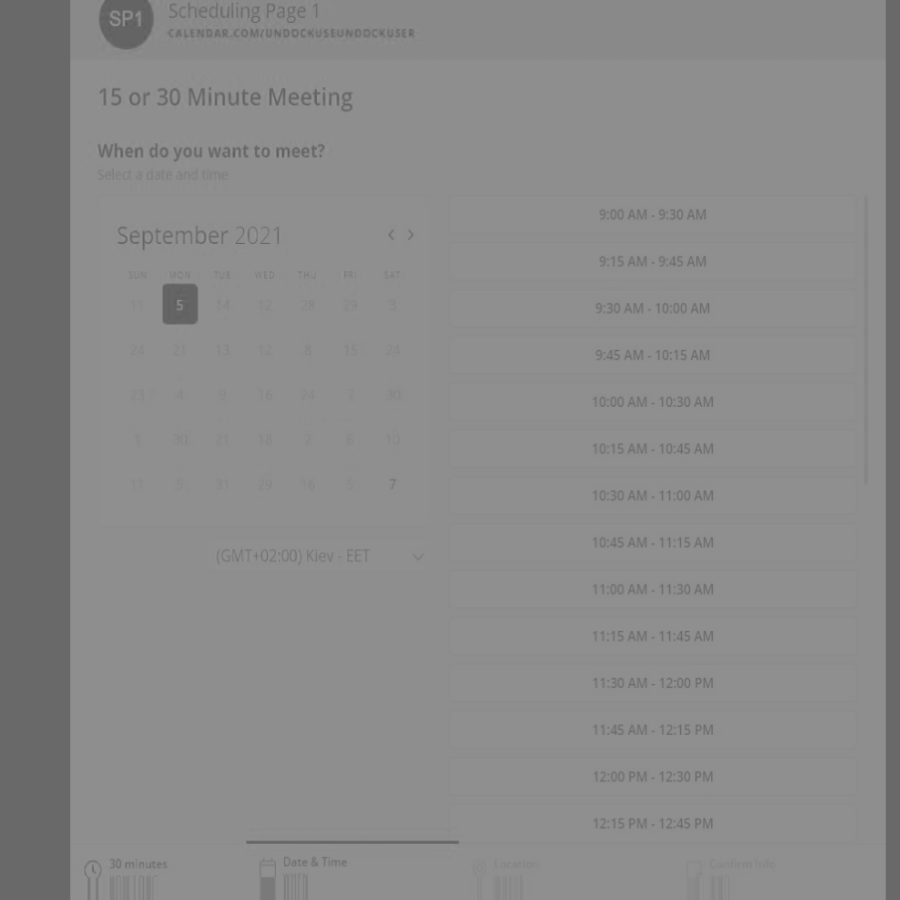 SP1
Scheduling Page 1
CALENDAR.COM/UNDOCKUSEUNDOCKUSER
15 or 30 Minute Meeting
When do you want to meet?
Select a date and time
September 2021
SUN MON TUE WED THU FRI SAT
11 5 14 12 28 29 3
24 21 13 12 8 15 24
23 4 9 16 24 30
5 30 21 18 2 6 10
11 5 31 29 16 5 7
(GMT+02:00) Kiev - EET
9:00 AM - 9:30 AM
9:15 AM - 9:45 AM
9:30 AM - 10:00 AM
9:45 AM - 10:15 AM
10:00 AM - 10:30 AM
10:15 AM - 10:45 AM
10:30 AM - 11:00 AM
10:45 AM - 11:15 AM
11:00 AM - 11:30 AM
11:15 AM - 11:45 AM
11:30 AM - 12:00 PM
11:45 AM - 12:15 PM
12:00 PM - 12:30 PM
12:15 PM - 12:45 PM
30 minutes
Date & Time
Location
Confirm Info